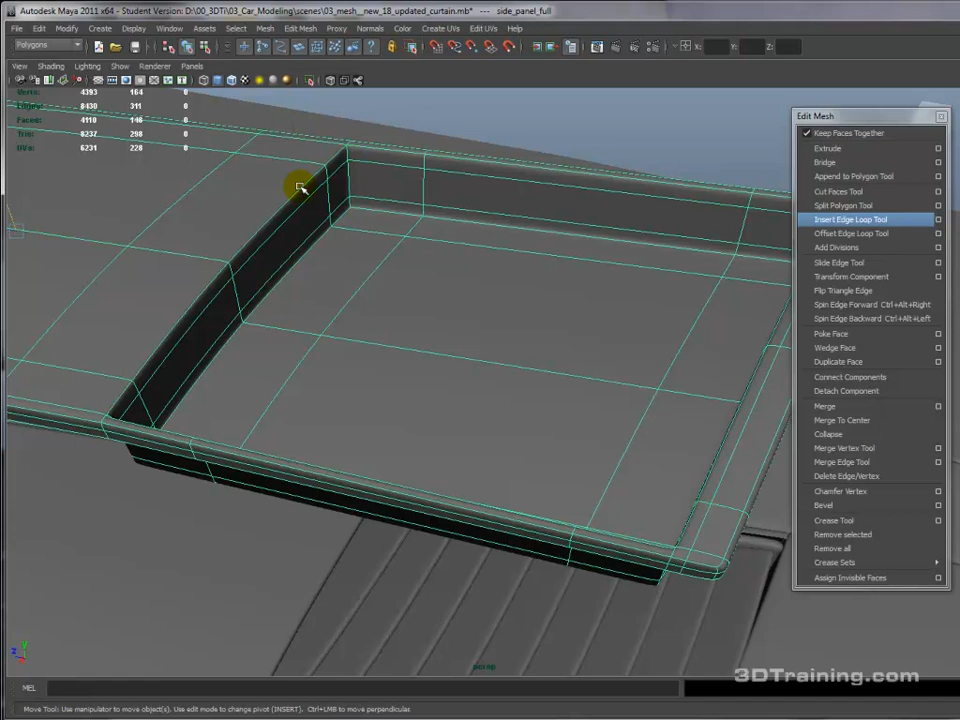 Autodesk Maya 2011 x64 - Student Version: D:\00_3DTi\03_Car_Modeling\scenes\03_mesh__new_18_updated_curtain.mb* --- side_panel_full
File Edit Modify Create Display Window Assets Select Mesh Edit Mesh Proxy Normals Color Create UVs Edit UVs Help
Polygons X: Y: Z:
View Shading Lighting Show Renderer Panels
Verts: 4393 164 0
Edges: 8430 311 0
Faces: 4110 148 0
Tris: 8237 298 0
UVs: 6231 228 0
Edit Mesh
Keep Faces Together
Extrude
Bridge
Append to Polygon Tool
Cut Faces Tool
Split Polygon Tool
Insert Edge Loop Tool
Offset Edge Loop Tool
Add Divisions
Slide Edge Tool
Transform Component
Flip Triangle Edge
Spin Edge Forward Ctrl+Alt+Right
Spin Edge Backward Ctrl+Alt+Left
Poke Face
Wedge Face
Duplicate Face
Connect Components
Detach Component
Merge
Merge To Center
Collapse
Merge Vertex Tool
Merge Edge Tool
Delete Edge/Vertex
Chamfer Vertex
Bevel
Crease Tool
Remove selected
Remove all
Crease Sets
Assign Invisible Faces
persp
3DTraining.com
MEL
Move Tool: Use manipulator to move object(s). Use edit mode to change pivot (INSERT). Ctrl+LMB to move perpendicular.